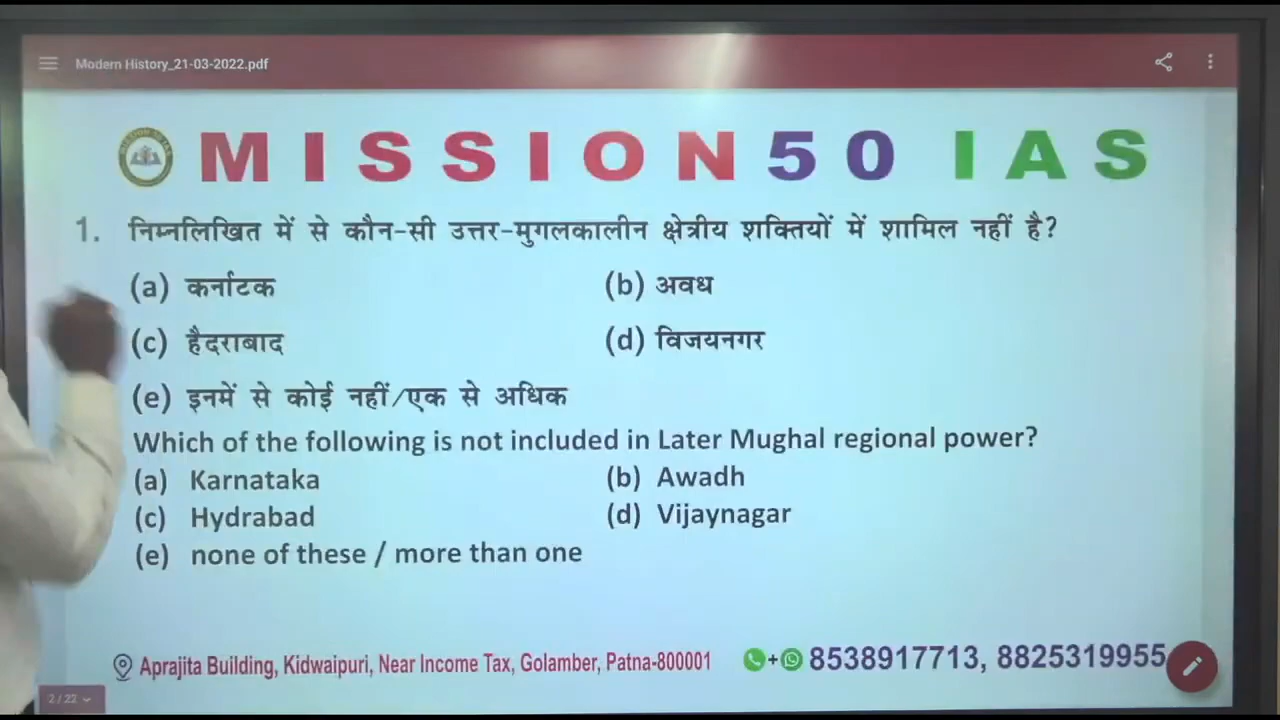 Modern History_21-03-2022.pdf
MISSION 50 IAS
1. निम्नलिखित में से कौन-सी उत्तर-मुगलकालीन क्षेत्रीय शक्तियों में शामिल नहीं है?
(a) कर्नाटक (b) अवध
(c) हैदराबाद (d) विजयनगर
(e) इनमें से कोई नहीं/एक से अधिक
Which of the following is not included in Later Mughal regional power?
(a) Karnataka (b) Awadh
(c) Hydrabad (d) Vijaynagar
(e) none of these / more than one
Aprajita Building, Kidwaipuri, Near Income Tax, Golamber, Patna-800001 + 8538917713, 8825319955
2 / 22